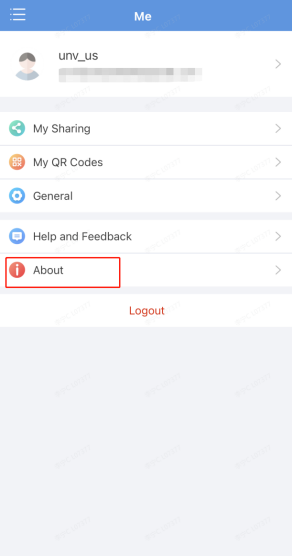 Me
unv_us
My Sharing
My QR Codes
General
Help and Feedback
About
Logout